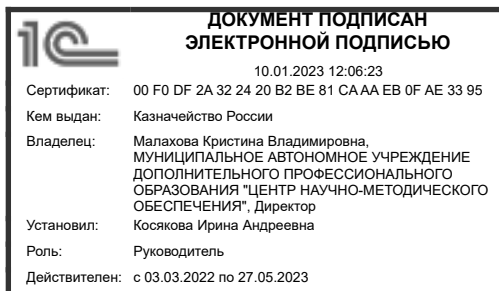 1С
ДОКУМЕНТ ПОДПИСАН
ЭЛЕКТРОННОЙ ПОДПИСЬЮ
10.01.2023 12:06:23
Сертификат: 00 F0 DF 2A 32 24 20 B2 BE 81 CA AA EB 0F AE 33 95
Кем выдан: Казначейство России
Владелец: Малахова Кристина Владимировна,
МУНИЦИПАЛЬНОЕ АВТОНОМНОЕ УЧРЕЖДЕНИЕ
ДОПОЛНИТЕЛЬНОГО ПРОФЕССИОНАЛЬНОГО
ОБРАЗОВАНИЯ "ЦЕНТР НАУЧНО-МЕТОДИЧЕСКОГО
ОБЕСПЕЧЕНИЯ", Директор
Установил: Косякова Ирина Андреевна
Роль: Руководитель
Действителен: с 03.03.2022 по 27.05.2023